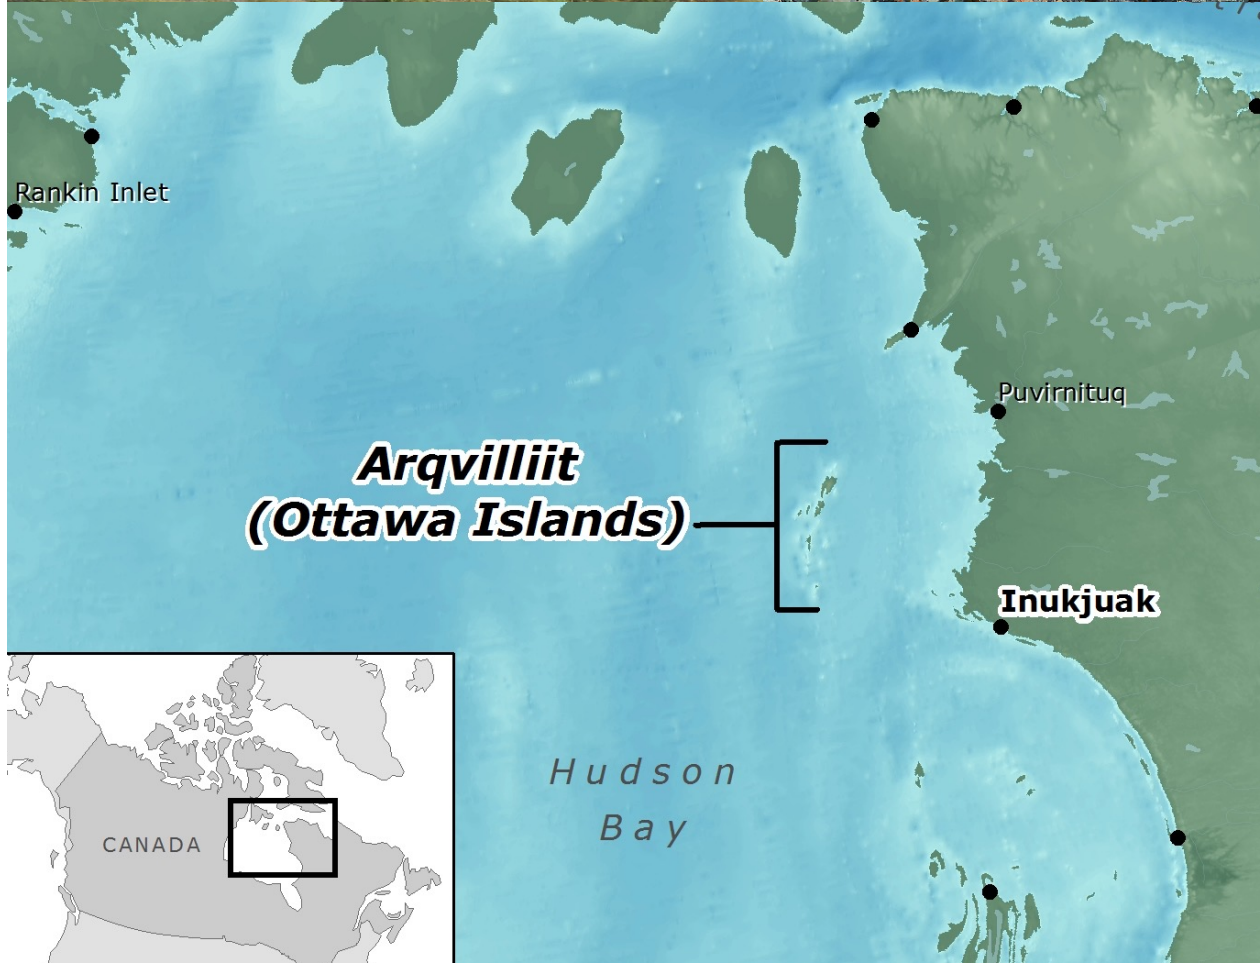 Rankin Inlet
Puvirnituq
Arqvilliit
(Ottawa Islands)
Inukjuak
Hudson
Bay
CANADA